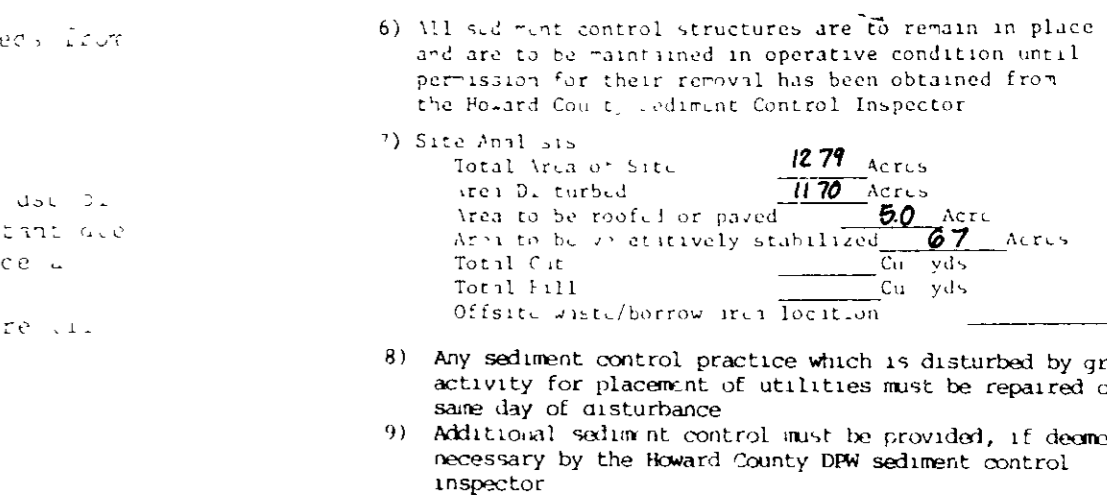 6) All sediment control structures are to remain in place
and are to be maintained in operative condition until
permission for their removal has been obtained from
the Howard County Sediment Control Inspector
7) Site Analysis
Total Area of Site 12 79 Acres
Area Disturbed 11 70 Acres
Area to be roofed or paved 5.0 Acre
Area to be vegetatively stabilized 6 7 Acres
Total Cut Cu yds
Total Fill Cu yds
Offsite waste/borrow area location
8) Any sediment control practice which is disturbed by gr
activity for placement of utilities must be repaired o
same day of disturbance
9) Additional sediment control must be provided, if deeme
necessary by the Howard County DPW sediment control
inspector